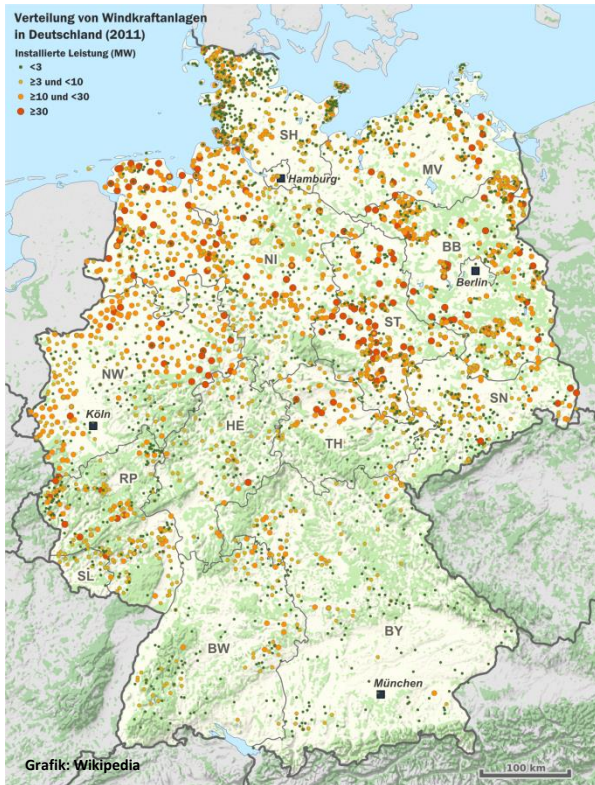 Verteilung von Windkraftanlagen
in Deutschland (2011)
Installierte Leistung (MW)
<3
≥3 und <10
≥10 und <30
≥30
SH
Hamburg
MV
NI
BB
Berlin
ST
NW
Köln
HE
TH
SN
RP
SL
BW
BY
München
Grafik: Wikipedia
100 km